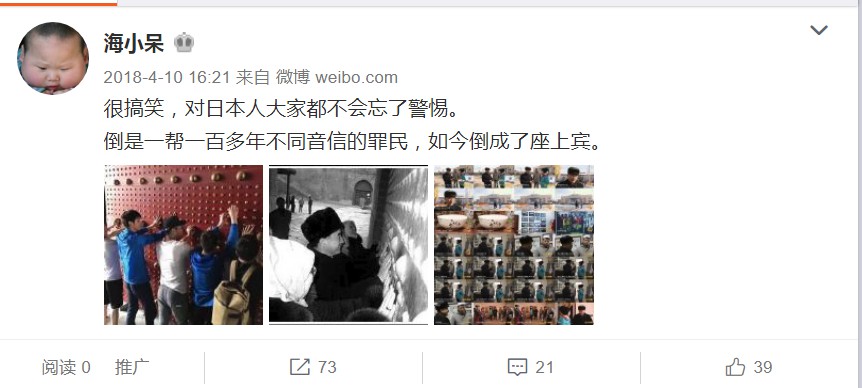 海小呆
2018-4-10 16:21 来自 微博 weibo.com
很搞笑，对日本人大家都不会忘了警惕。
倒是一帮一百多年不同音信的罪民，如今倒成了座上宾。
阅读 0 推广 73 21 39